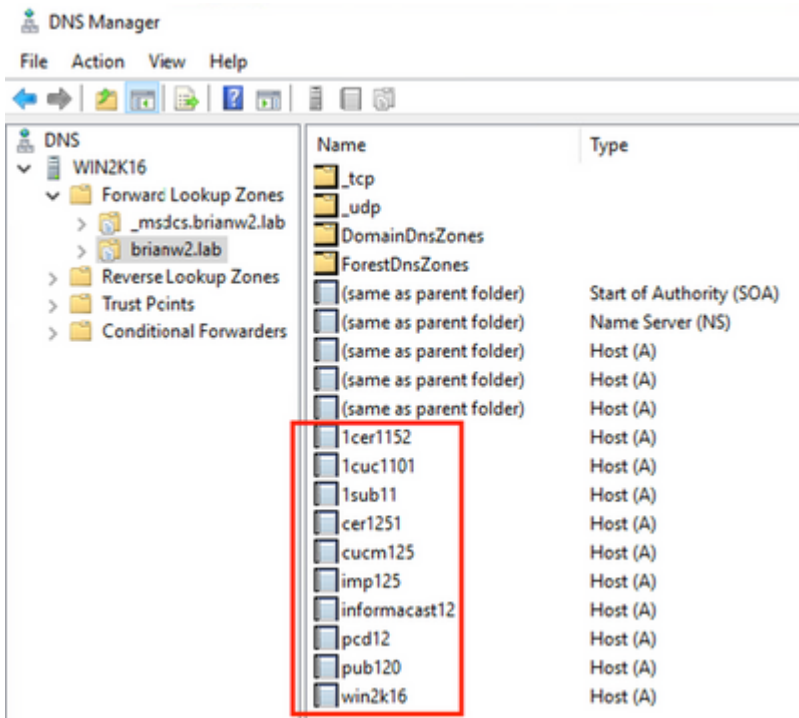 DNS Manager
File Action View Help
DNS
WIN2K16
Forward Lookup Zones
_msdcs.brianw2.lab
brianw2.lab
Reverse Lookup Zones
Trust Points
Conditional Forwarders
Name Type
_tcp
_udp
DomainDnsZones
ForestDnsZones
(same as parent folder) Start of Authority (SOA)
(same as parent folder) Name Server (NS)
(same as parent folder) Host (A)
(same as parent folder) Host (A)
(same as parent folder) Host (A)
1cer1152 Host (A)
1cuc1101 Host (A)
1sub11 Host (A)
cer1251 Host (A)
cucm125 Host (A)
imp125 Host (A)
informacast12 Host (A)
pcd12 Host (A)
pub120 Host (A)
win2k16 Host (A)